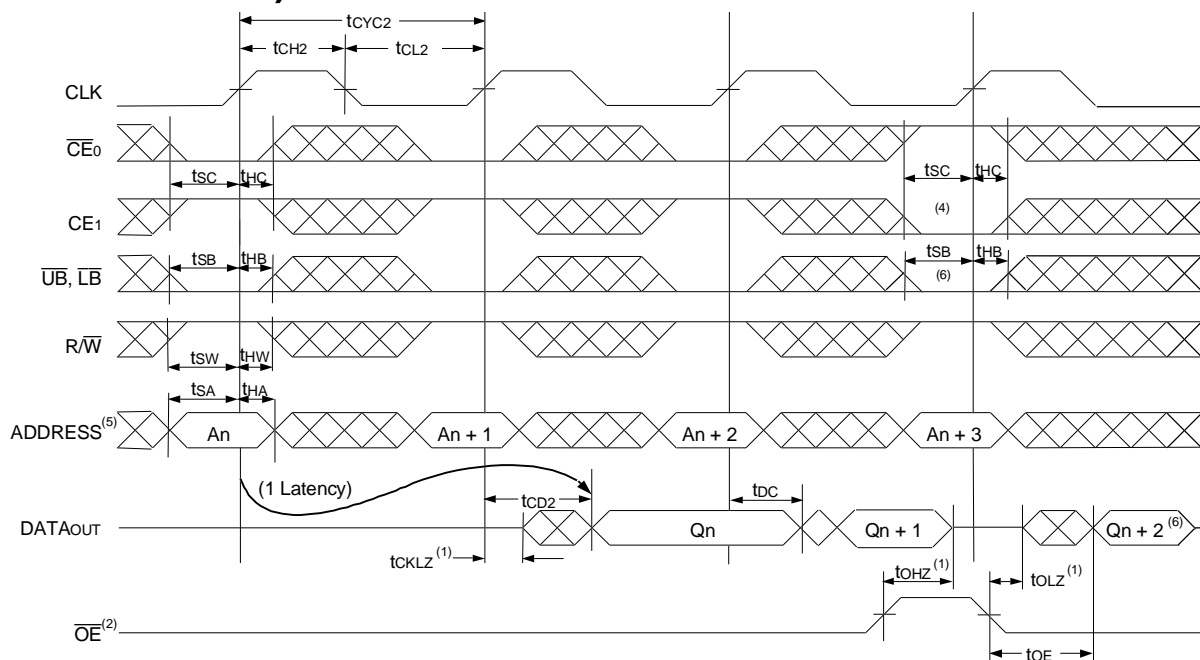 tCYC2
tCH2
tCL2
CLK
CE0
tSC
tHC
tSC
tHC
CE1
(4)
tSB
tHB
tSB
tHB
UB, LB
(6)
R/W
tSW
tHW
tSA
tHA
ADDRESS(5)
An
An + 1
An + 2
An + 3
(1 Latency)
tCD2
tDC
DATAOUT
Qn
Qn + 1
Qn + 2 (6)
tCKLZ (1)
tOHZ (1)
tOLZ (1)
OE(2)
tOE